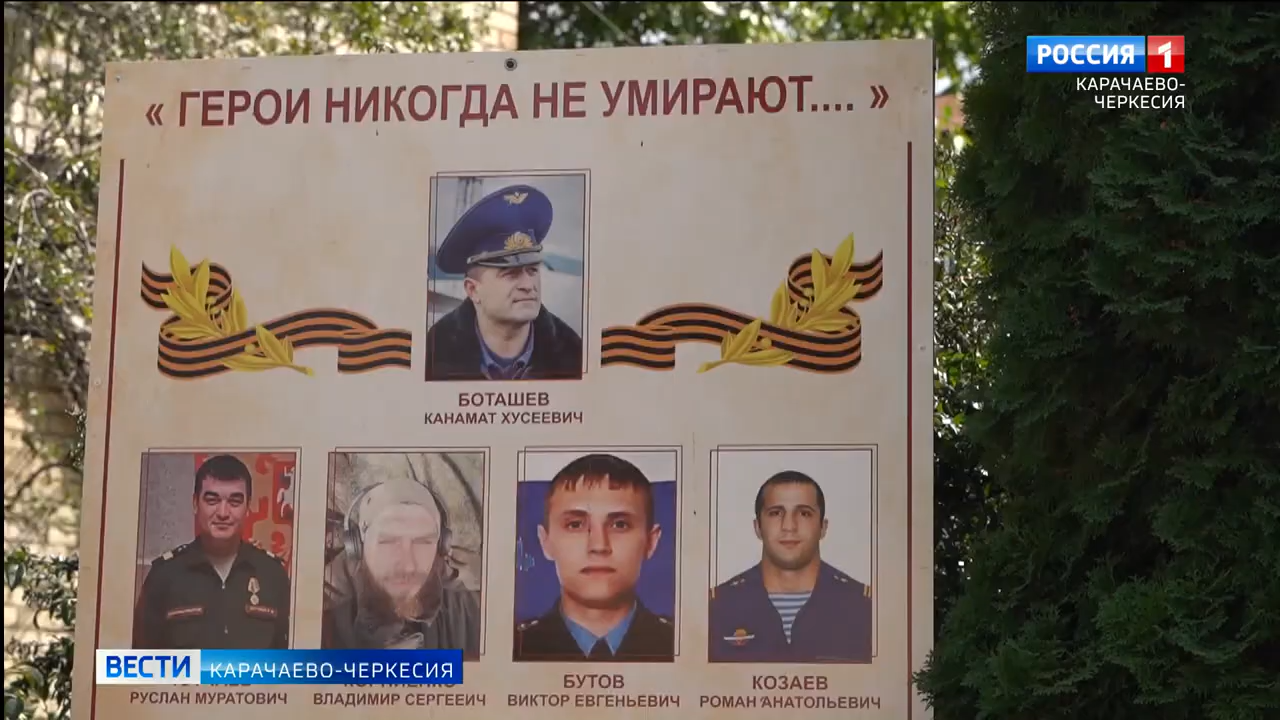 РОССИЯ 1
КАРАЧАЕВО-
ЧЕРКЕСИЯ
« ГЕРОИ НИКОГДА НЕ УМИРАЮТ.... »
БОТАШЕВ
КАНАМАТ ХУСЕЕВИЧ
ВЕСТИ КАРАЧАЕВО-ЧЕРКЕСИЯ
РУСЛАН МУРАТОВИЧ
ВЛАДИМИР СЕРГЕЕИЧ
БУТОВ
ВИКТОР ЕВГЕНЬЕВИЧ
КОЗАЕВ
РОМАН АНАТОЛЬЕВИЧ